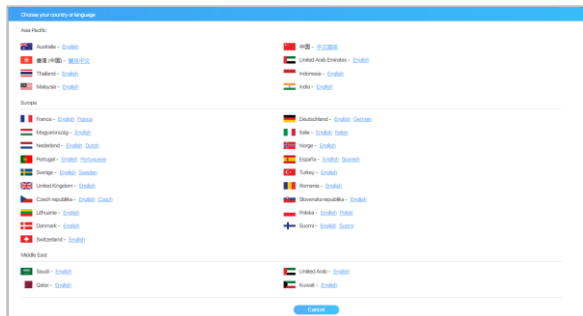 Choose your country or language
Asia Pacific
Australia - English
中国 - 中文简体
香港 (中国) - 繁體中文
United Arab Emirates - English
Thailand - English
Indonesia - English
Malaysia - English
India - English
Europe
France - English France
Deutschland - English German
Magyarország - English
Italia - English Italian
Nederland - English Dutch
Norge - English
Portugal - English Portuguese
España - English Spanish
Sverige - English Sweden
Turkey - English
United Kingdom - English
Romania - English
Czech republika - English Czech
Slovenska republika - English
Lithuania - English
Polska - English Polski
Danmark - English
Suomi - English Suomi
Switzerland - English
Middle East
Saudi - English
United Arab - English
Qatar - English
Kuwait - English
Cancel